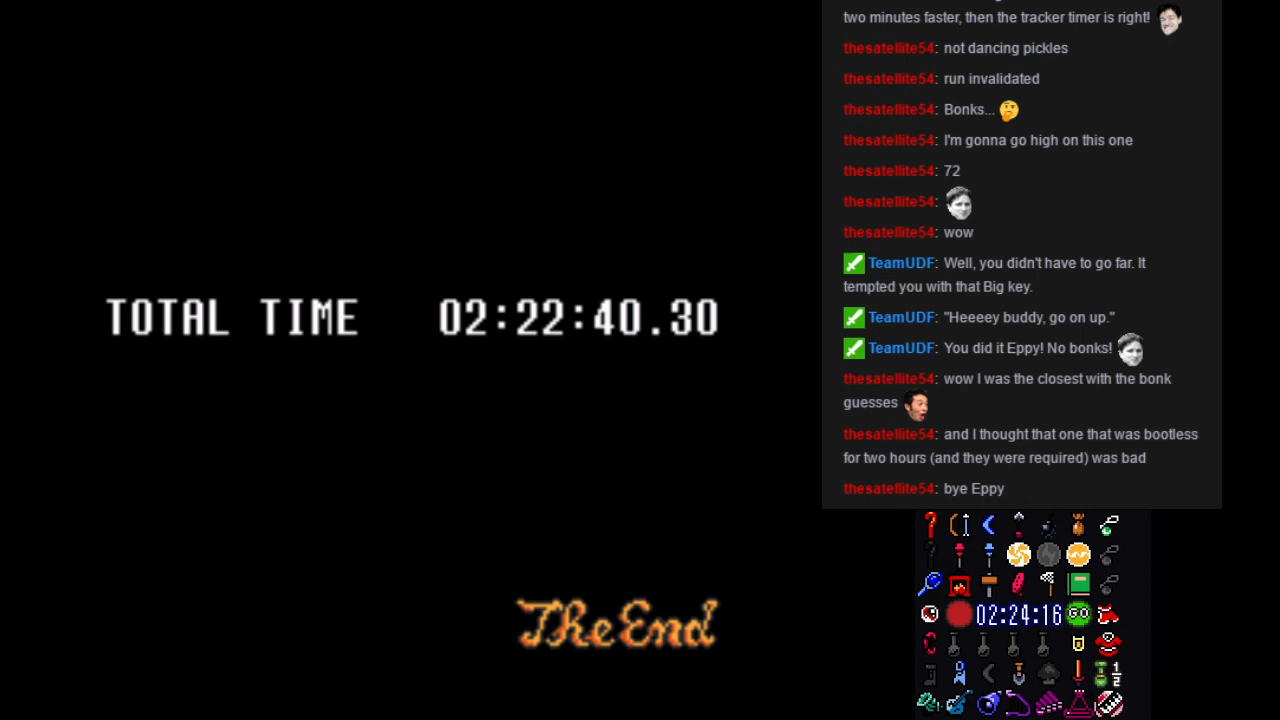 two minutes faster, then the tracker timer is right!
thesatellite54: not dancing pickles
thesatellite54: run invalidated
thesatellite54: Bonks...
thesatellite54: I'm gonna go high on this one
thesatellite54: 72
thesatellite54:
thesatellite54: wow
TeamUDF: Well, you didn't have to go far. It
tempted you with that Big key.
TeamUDF: "Heeeey buddy, go on up."
TeamUDF: You did it Eppy! No bonks!
thesatellite54: wow I was the closest with the bonk
guesses
thesatellite54: and I thought that one that was bootless
for two hours (and they were required) was bad
thesatellite54: bye Eppy
TOTAL TIME 02:22:40.30
The End
02:24:16 GO
1/2